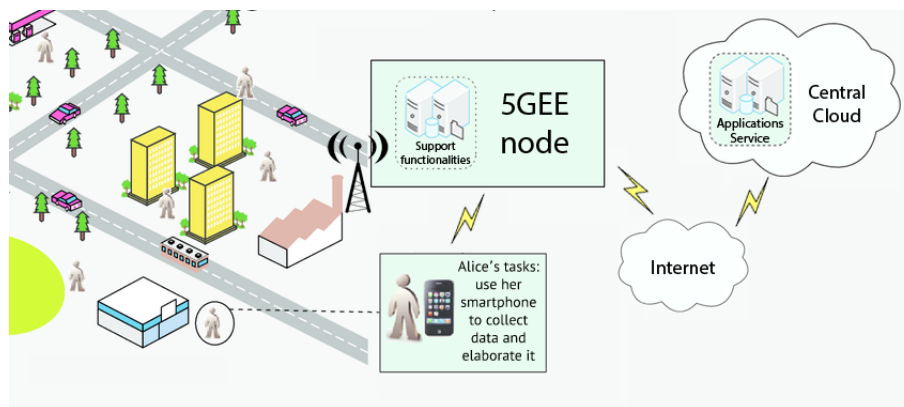 5GEE
node
Support
functionalities
Central
Cloud
Applications
Service
Internet
Alice's tasks:
use her
smartphone
to collect
data and
elaborate it